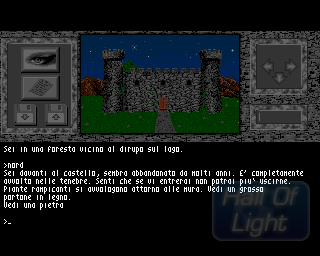 Sei in una foresta vicino al dirupo sul lago.
>nord
Sei davanti al castello, sembra abbandonato da molti anni. E' completamente
avvolto nelle tenebre. Senti che se vi entrerai non potrai piu' uscirne.
Piante rampicanti si avvolgono attorno alle mura. Vedi un grosso
portone in legno.
Vedi una pietra
>_
Hall Of
Light